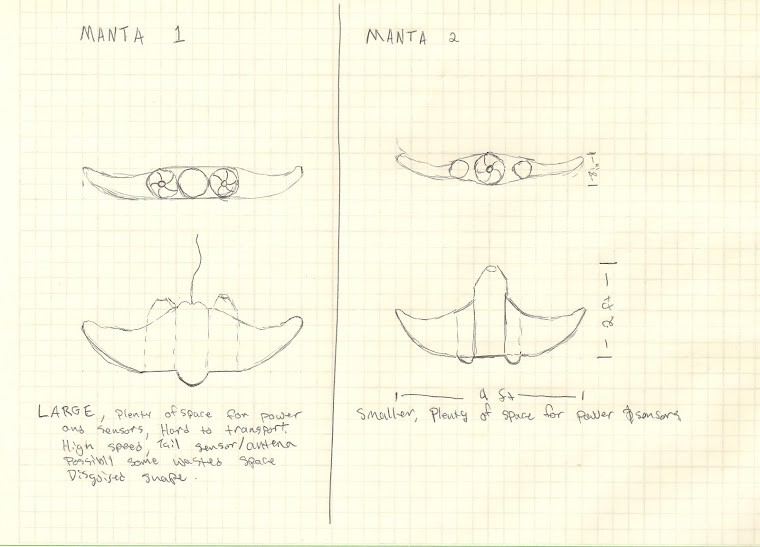 MANTA 1
LARGE, Plenty of space for power
and sensors, Hard to transport.
High speed, Tail sensor/antena
Possibly some wasted space
Disguised shape.
MANTA 2
8 in
2 ft
4 ft
Smaller, Plenty of space for power & sensors